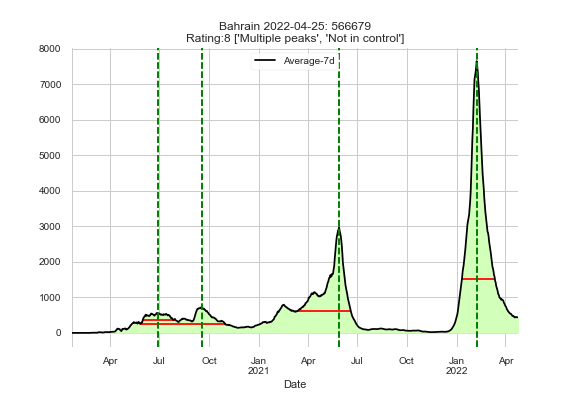 Bahrain 2022-04-25: 566679
Rating:8 ['Multiple peaks', 'Not in control']
Average-7d
8000
7000
6000
5000
4000
3000
2000
1000
0
Apr Jul Oct Jan Apr Jul Oct Jan Apr
2021 2022
Date